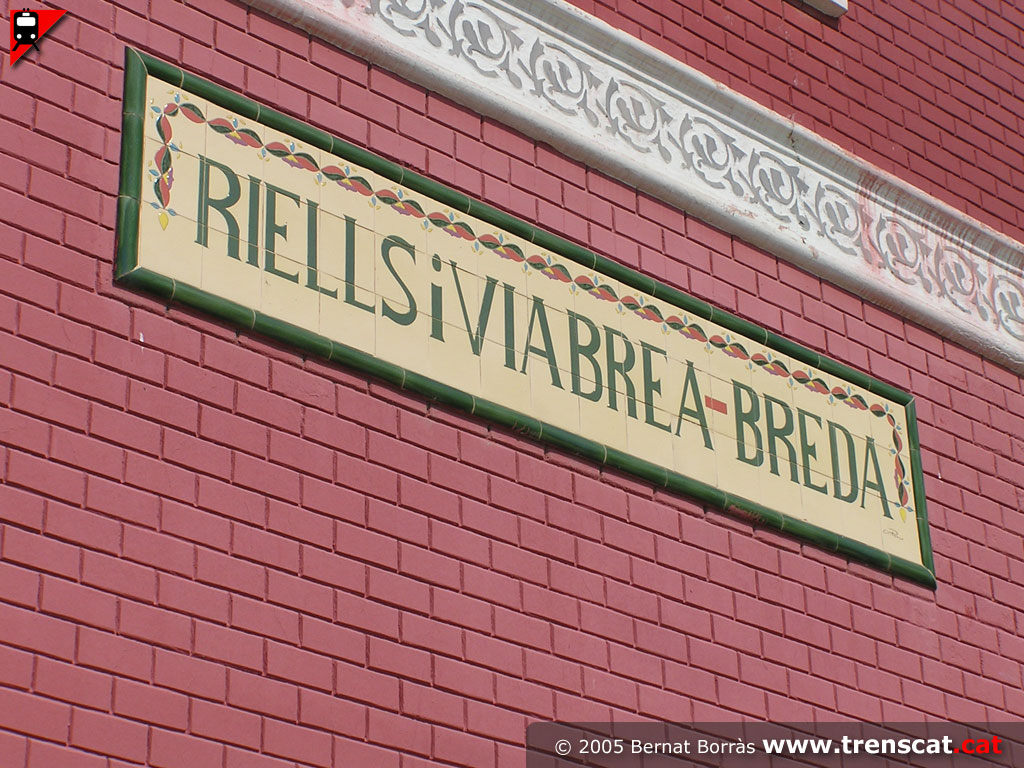 RIELLS i VIABREA-BREDA
© 2005 Bernat Borràs www.trenscat.cat